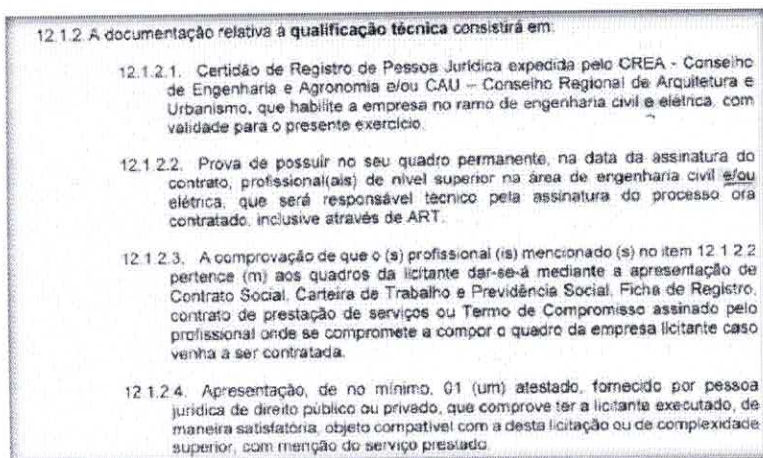 12.1.2. A documentação relativa à qualificação técnica consistirá em:
12.1.2.1. Certidão de Registro de Pessoa Jurídica expedida pelo CREA - Conselho
de Engenharia e Agronomia e/ou CAU – Conselho Regional de Arquitetura e
Urbanismo, que habilite a empresa no ramo de engenharia civil e elétrica, com
validade para o presente exercício.
12.1.2.2. Prova de possuir no seu quadro permanente, na data da assinatura do
contrato, profissional(ais) de nível superior na área de engenharia civil e/ou
elétrica, que será responsável técnico pela assinatura do processo ora
contratado, inclusive através de ART.
12.1.2.3. A comprovação de que o (s) profissional (is) mencionado (s) no item 12.1.2.2
pertence (m) aos quadros da licitante dar-se-á mediante a apresentação de
Contrato Social, Carteira de Trabalho e Previdência Social, Ficha de Registro,
contrato de prestação de serviços ou Termo de Compromisso assinado pelo
profissional onde se compromete a compor o quadro da empresa licitante caso
venha a ser contratada.
12.1.2.4. Apresentação, de no mínimo, 01 (um) atestado, fornecido por pessoa
jurídica de direito público ou privado, que comprove ter a licitante executado, de
maneira satisfatória, objeto compatível com a desta licitação ou de complexidade
superior, com menção do serviço prestado.